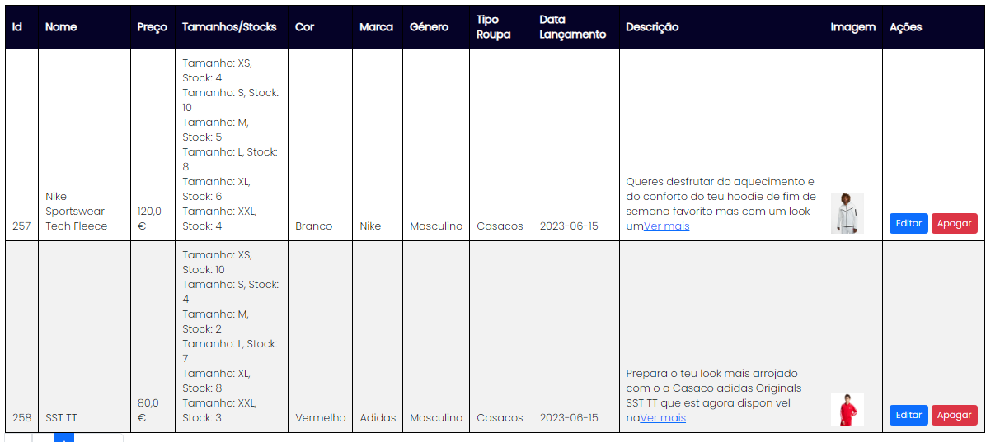 Id Nome Preço Tamanhos/Stocks Cor Marca Género Tipo Roupa Data Lançamento Descrição Imagem Ações
Tamanho: XS,
Stock: 4
Tamanho: S, Stock:
10
Tamanho: M,
Stock: 5
Tamanho: L, Stock:
8
Tamanho: XL,
Stock: 6
Tamanho: XXL,
Stock: 4
257
Nike
Sportswear
Tech Fleece
120,0
€
Branco
Nike
Masculino
Casacos
2023-06-15
Queres desfrutar do aquecimento e
do conforto do teu hoodie de fim de
semana favorito mas com um look
umVer mais
Editar Apagar
Tamanho: XS,
Stock: 10
Tamanho: S, Stock:
4
Tamanho: M,
Stock: 2
Tamanho: L, Stock:
7
Tamanho: XL,
Stock: 8
Tamanho: XXL,
Stock: 3
258
SST TT
80,0
€
Vermelho
Adidas
Masculino
Casacos
2023-06-15
Prepara o teu look mais arrojado
com o a Casaco adidas Originals
SST TT que est agora dispon vel
naVer mais
Editar Apagar